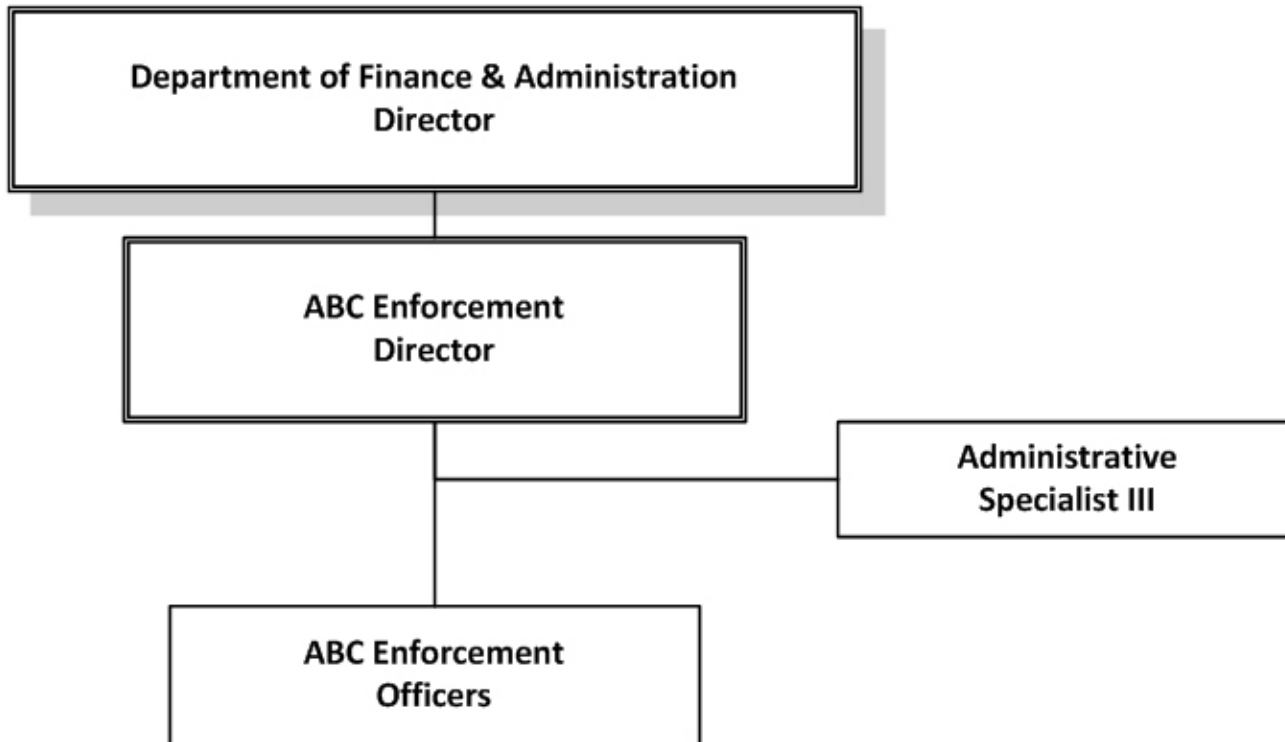 Department of Finance & Administration
Director
ABC Enforcement
Director
Administrative
Specialist III
ABC Enforcement
Officers